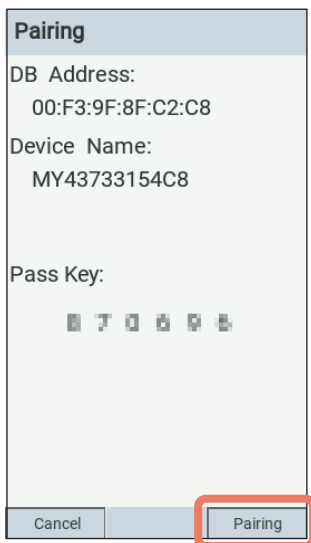 Pairing
DB Address:
00:F3:9F:8F:C2:C8
Device Name:
MY43733154C8
Pass Key:
Cancel
Pairing